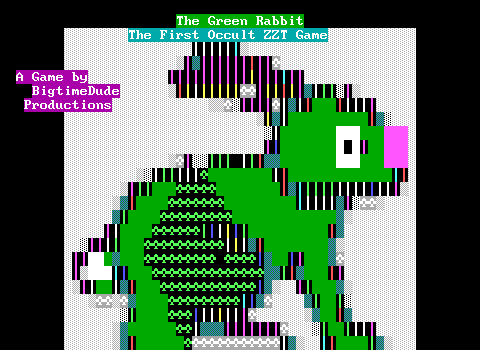 The Green Rabbit
The First Occult ZZT Game
A Game by
BigtimeDude
Productions